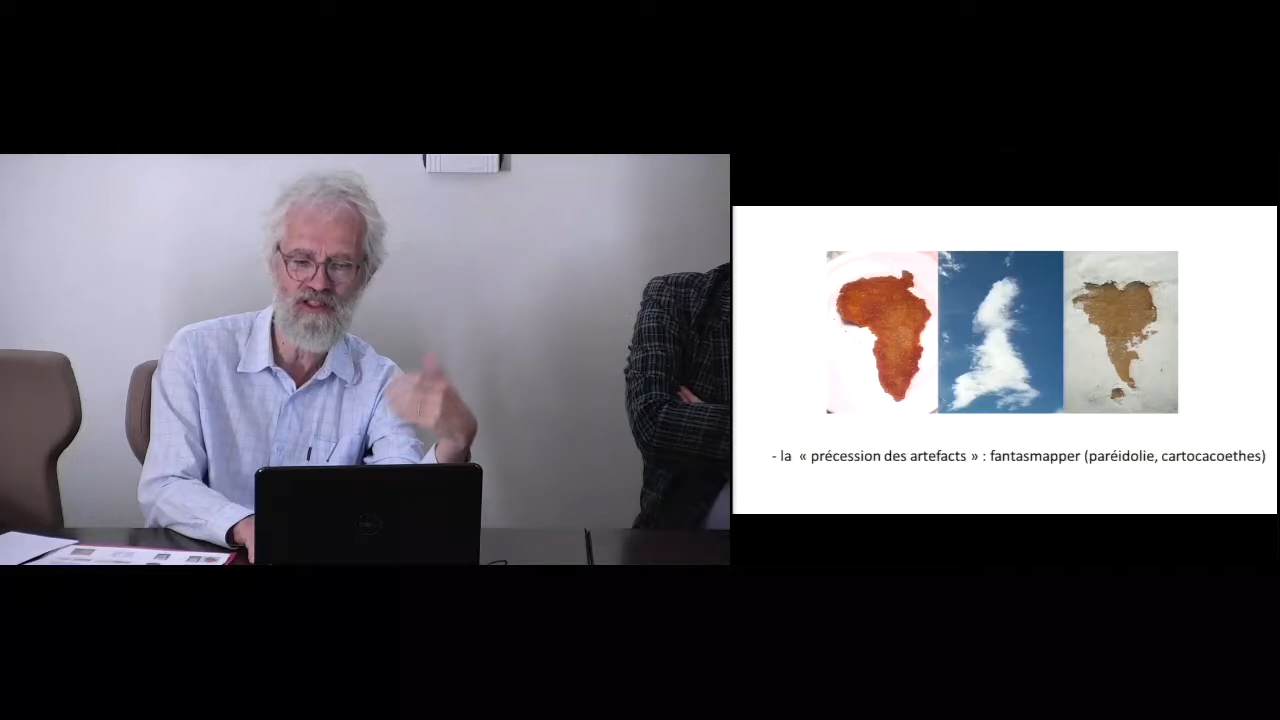 - la « précession des artefacts » : fantasmapper (paréidolie, cartocacoethes)